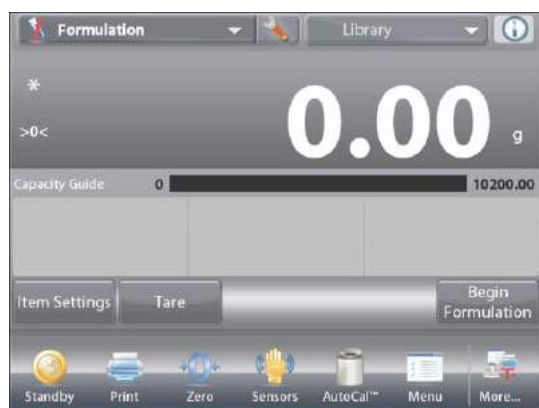 Formulation
Library
*
>0<
0.00 g
Capacity Guide 0 10200.00
Item Settings
Tare
Begin
Formulation
Standby
Print
Zero
Sensors
AutoCal™
Menu
More...